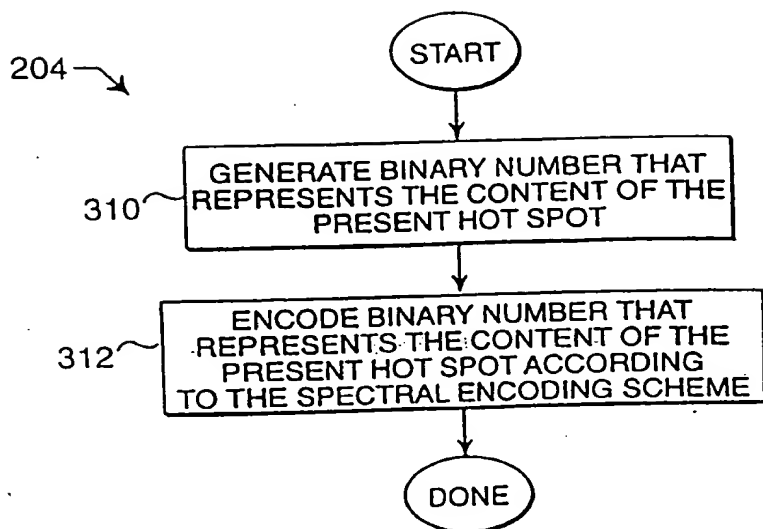 START
204
GENERATE BINARY NUMBER THAT
REPRESENTS THE CONTENT OF THE
PRESENT HOT SPOT
310
ENCODE BINARY NUMBER THAT
REPRESENTS THE CONTENT OF THE
PRESENT HOT SPOT ACCORDING
TO THE SPECTRAL ENCODING SCHEME
312
DONE